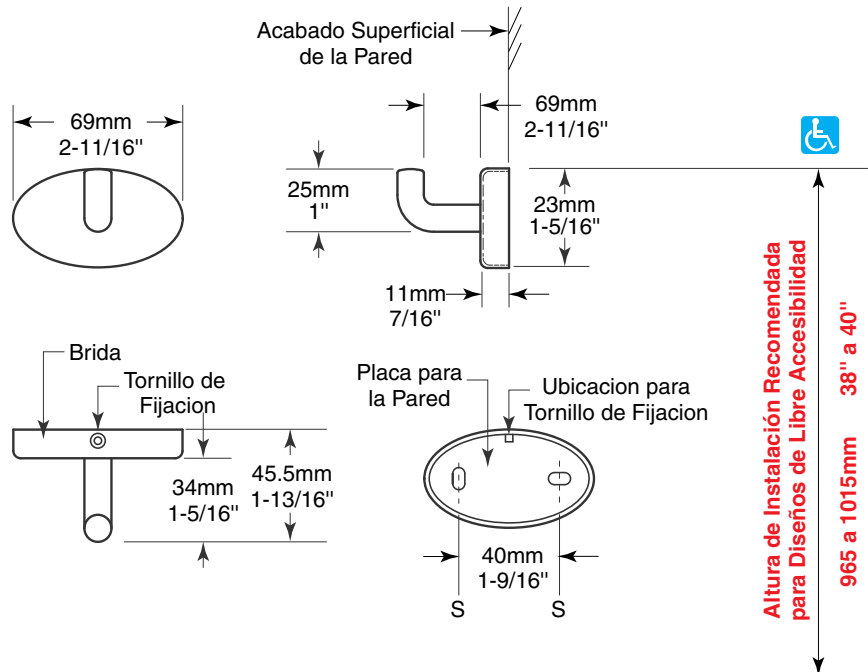 Acabado Superficial
de la Pared
69mm
2-11/16"
69mm
2-11/16"
25mm
1"
23mm
1-5/16"
11mm
7/16"
Brida
Tornillo de
Fijacion
34mm
1-5/16"
45.5mm
1-13/16"
Placa para
la Pared
Ubicacion para
Tornillo de Fijacion
40mm
1-9/16"
S
S
Altura de Instalación Recomendada
para Diseños de Libre Accesibilidad
965 a 1015mm 38" a 40"